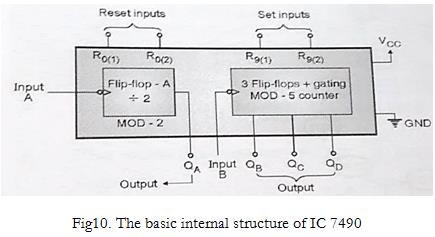 Reset inputs Set inputs
VCC
R0(1) R0(2) R9(1) R9(2)
Input A
Flip-flop - A ÷ 2
3 Flip-flops + gating MOD - 5 counter
MOD - 2
GND
QA Input B QB QC QD
Output Output
Fig10. The basic internal structure of IC 7490